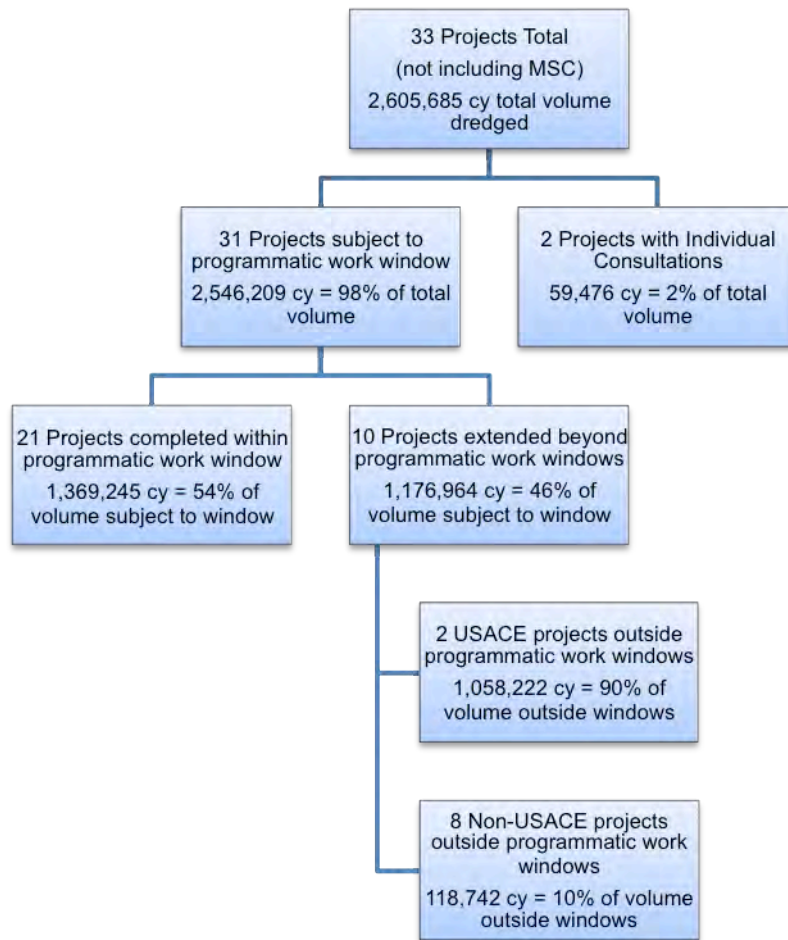 33 Projects Total
(not including MSC)
2,605,685 cy total volume
dredged
31 Projects subject to
programmatic work window
2,546,209 cy = 98% of total
volume
2 Projects with Individual
Consultations
59,476 cy = 2% of total
volume
21 Projects completed within
programmatic work window
1,369,245 cy = 54% of
volume subject to window
10 Projects extended beyond
programmatic work windows
1,176,964 cy = 46% of
volume subject to window
2 USACE projects outside
programmatic work windows
1,058,222 cy = 90% of
volume outside windows
8 Non-USACE projects
outside programmatic work
windows
118,742 cy = 10% of volume
outside windows